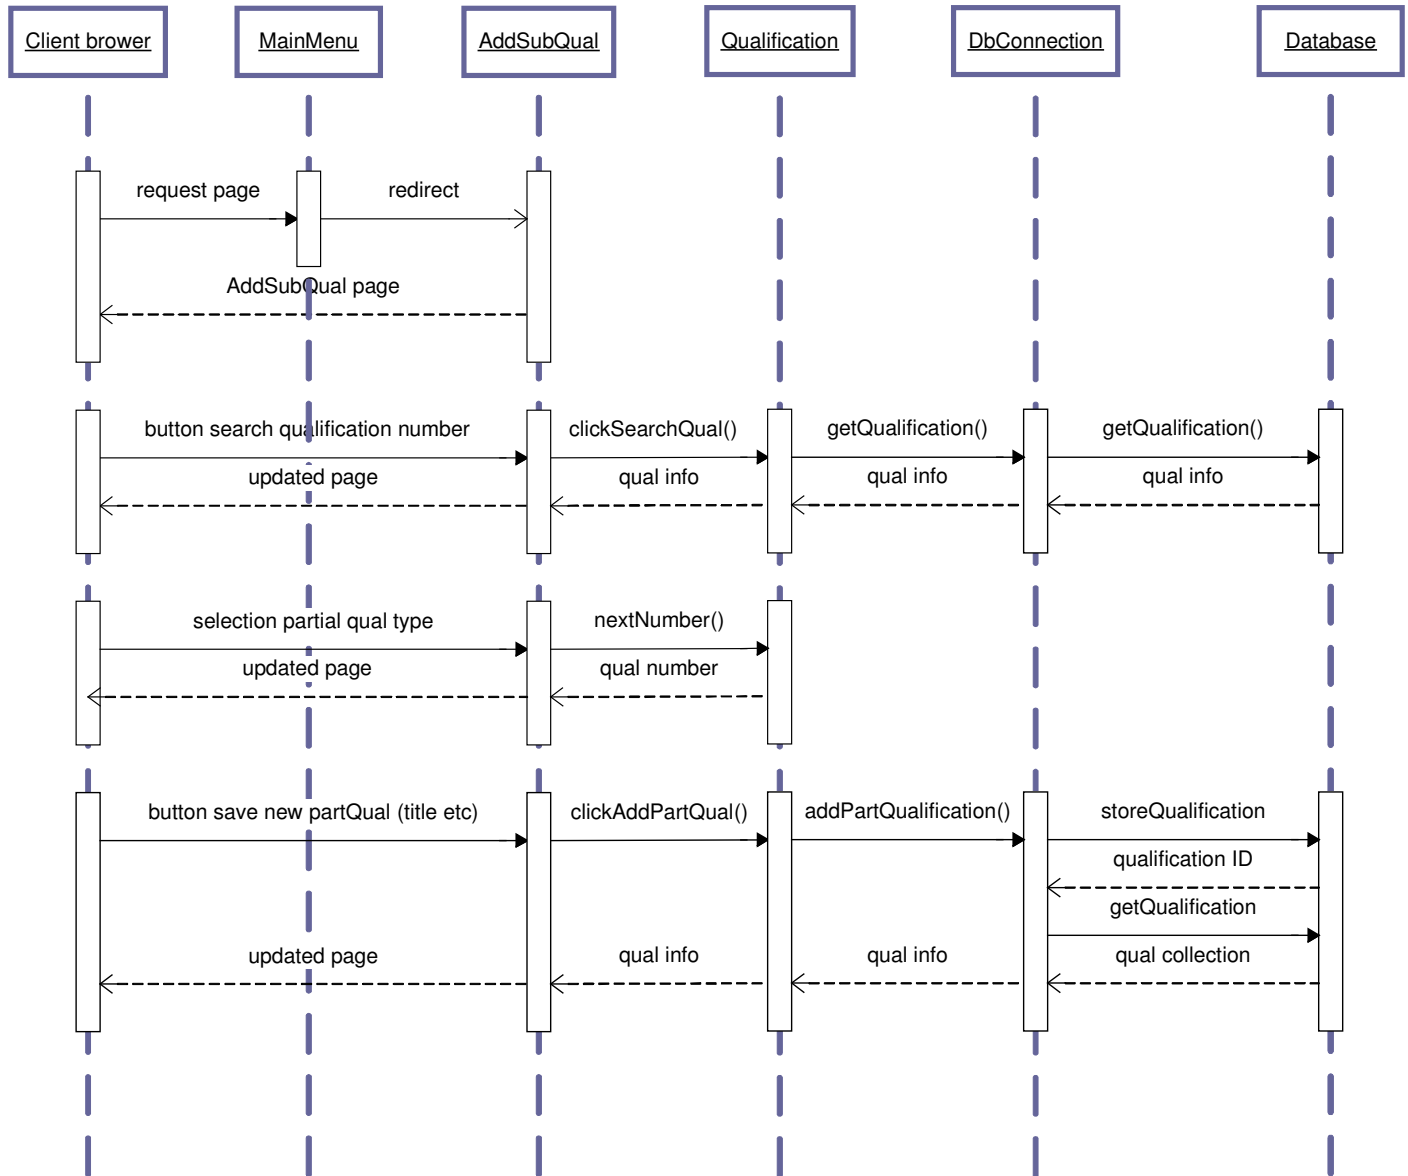 Client brower
MainMenu
AddSubQual
Qualification
DbConnection
Database
request page
redirect
AddSubQual page
button search qualification number
clickSearchQual()
getQualification()
getQualification()
updated page
qual info
qual info
qual info
selection partial qual type
nextNumber()
updated page
qual number
button save new partQual (title etc)
clickAddPartQual()
addPartQualification()
storeQualification
qualification ID
getQualification
updated page
qual info
qual info
qual collection